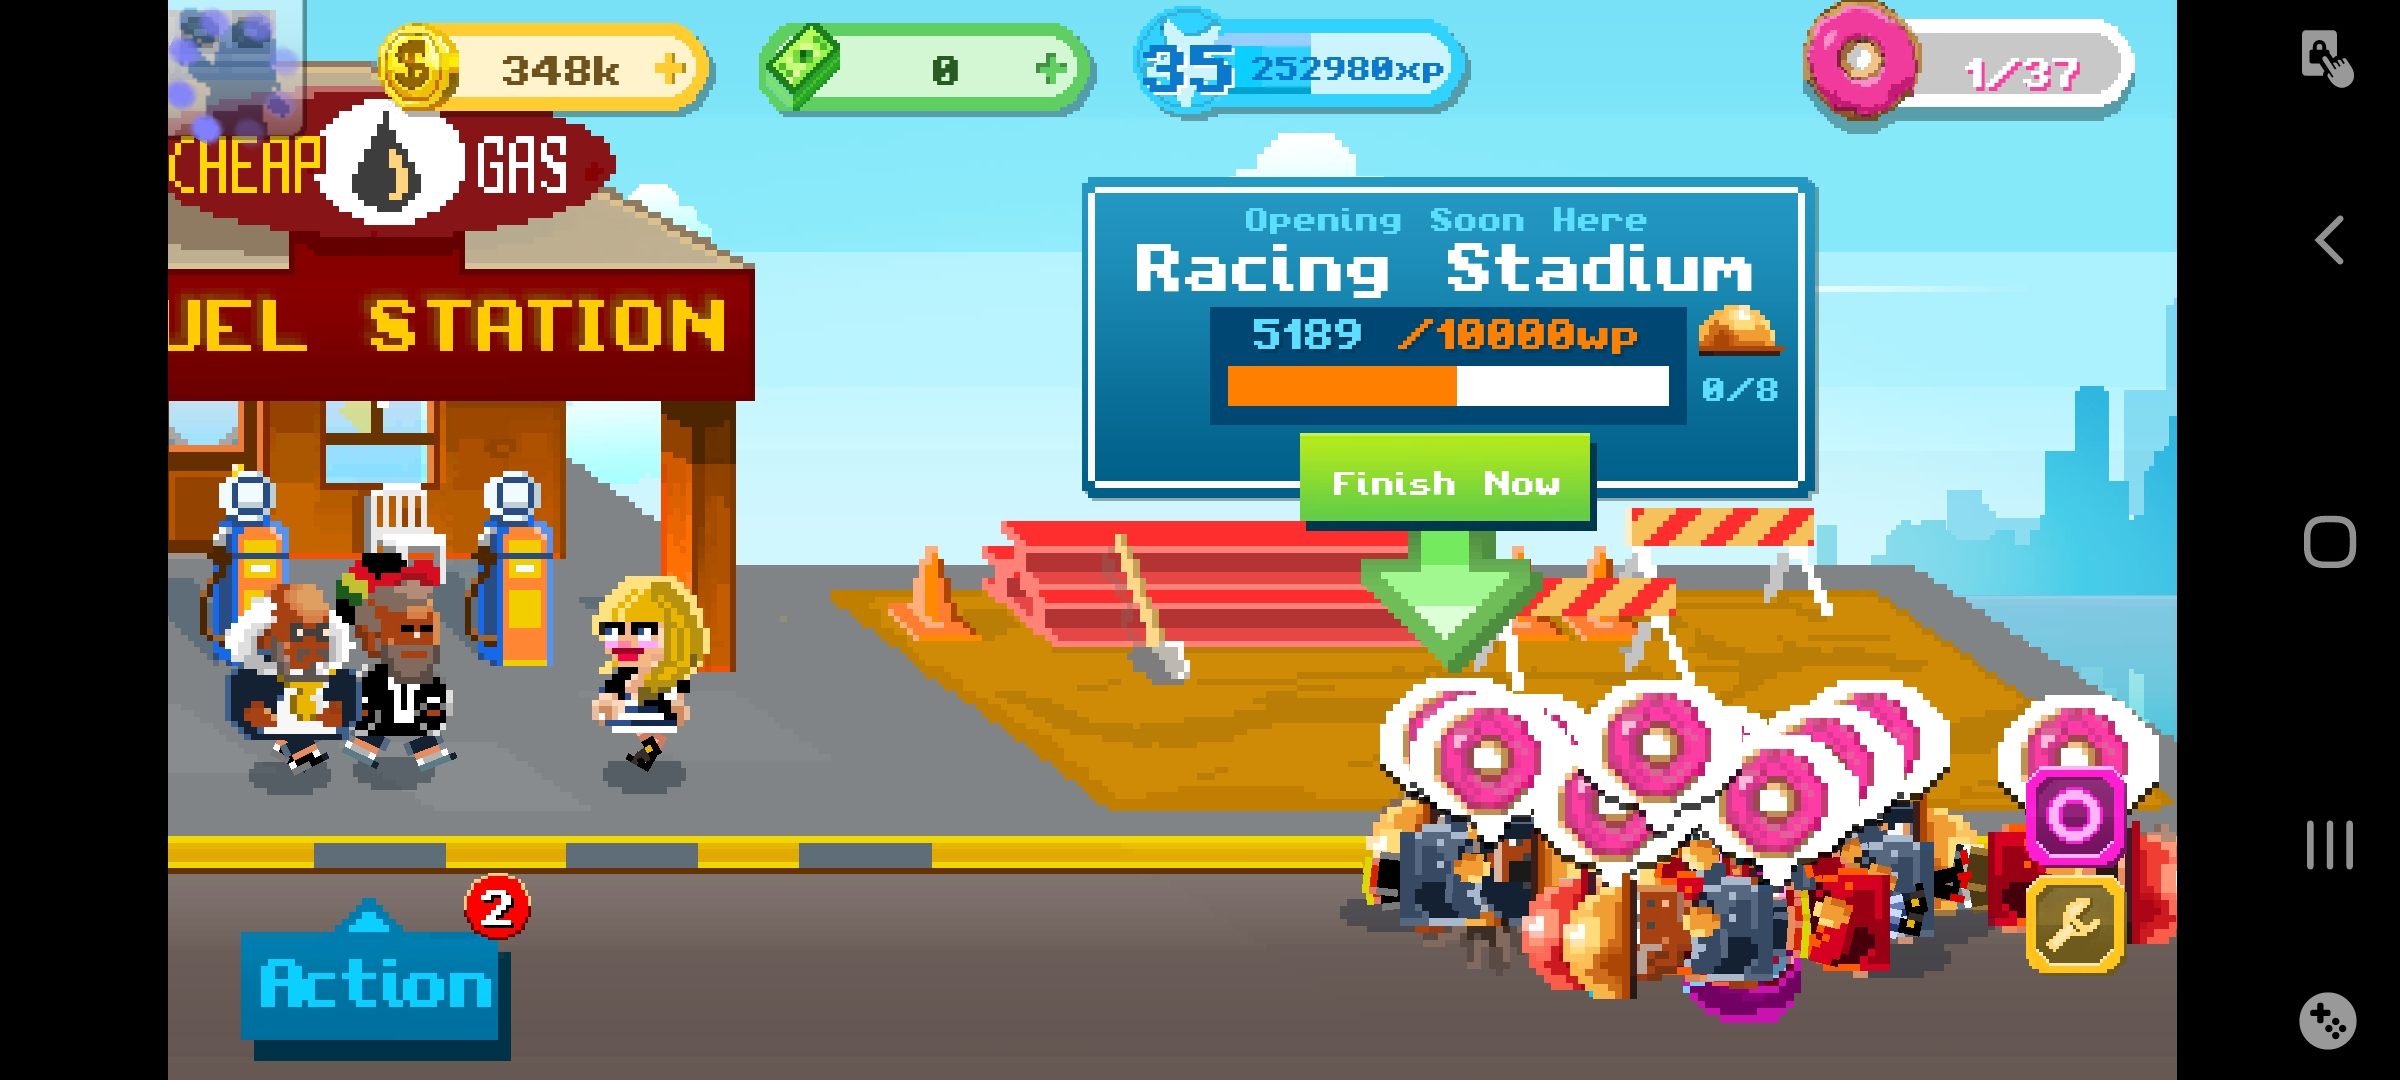 348k
0
35 252980xp
1/37
CHEAP GAS
UEL STATION
Opening Soon Here
Racing Stadium
5189 /10000wp
0/8
Finish Now
2
Action